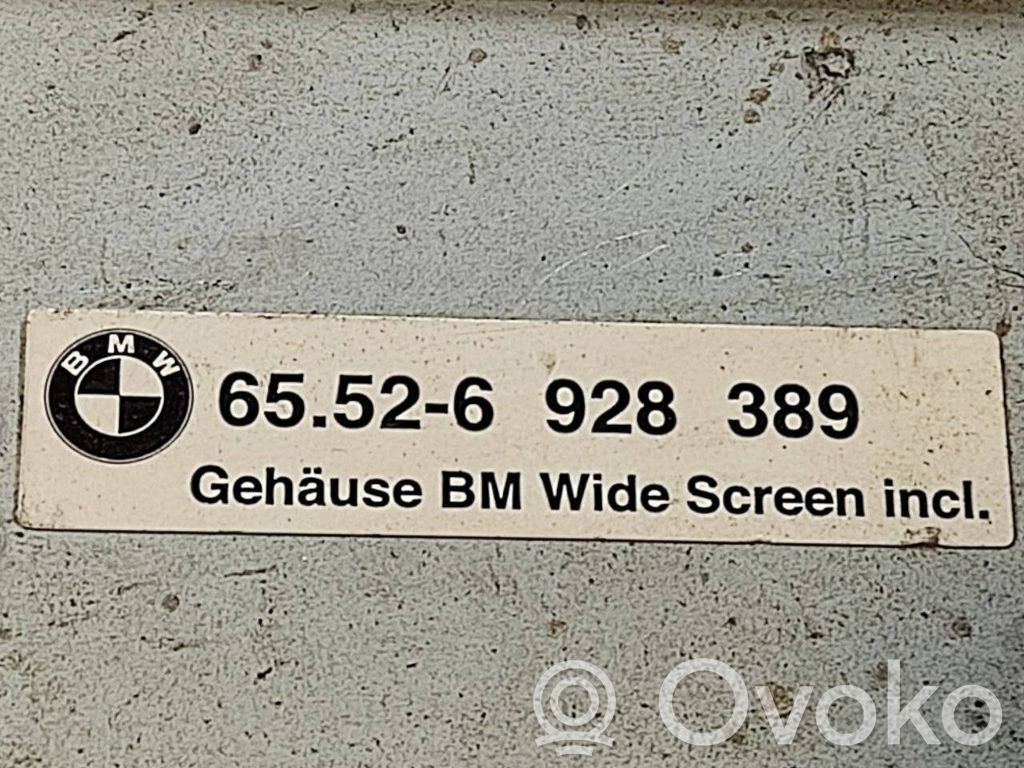 BMW
65.52-6 928 389
Gehäuse BM Wide Screen incl.
© Ovoko